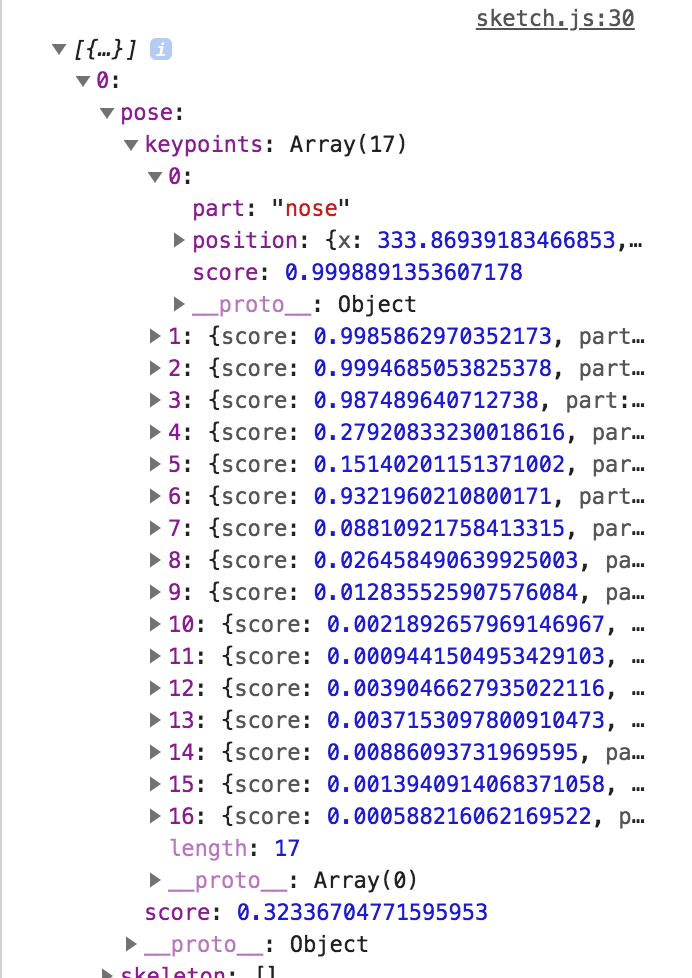 sketch.js:30
▼ [{…}] i
▼ 0:
▼ pose:
▼ keypoints: Array(17)
▼ 0:
part: "nose"
▶ position: {x: 333.86939183466853,…
score: 0.9998891353607178
▶ __proto__: Object
▶ 1: {score: 0.9985862970352173, part…
▶ 2: {score: 0.9994685053825378, part…
▶ 3: {score: 0.987489640712738, part:…
▶ 4: {score: 0.27920833230018616, par…
▶ 5: {score: 0.15140201151371002, par…
▶ 6: {score: 0.9321960210800171, part…
▶ 7: {score: 0.08810921758413315, par…
▶ 8: {score: 0.026458490639925003, pa…
▶ 9: {score: 0.012835525907576084, pa…
▶ 10: {score: 0.0021892657969146967, …
▶ 11: {score: 0.0009441504953429103, …
▶ 12: {score: 0.0039046627935022116, …
▶ 13: {score: 0.0037153097800910473, …
▶ 14: {score: 0.00886093731969595, pa…
▶ 15: {score: 0.0013940914068371058, …
▶ 16: {score: 0.000588216062169522, p…
length: 17
▶ __proto__: Array(0)
score: 0.32336704771595953
▶ __proto__: Object
▶ skeleton: []